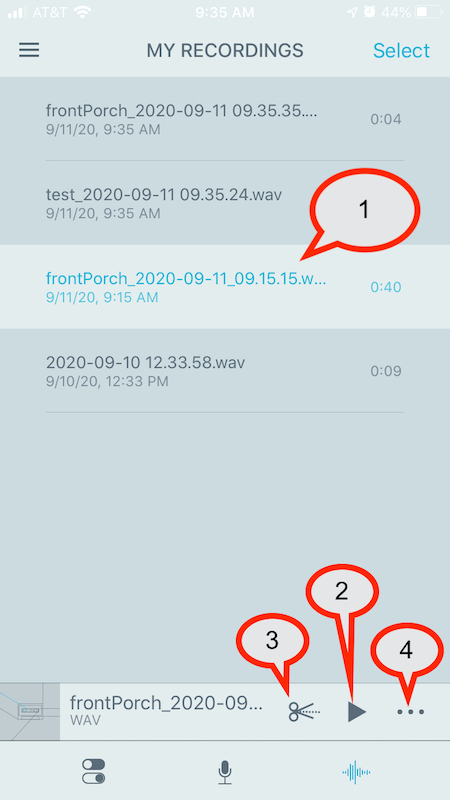 AT&T 9:35 AM 44%
MY RECORDINGS Select
frontPorch_2020-09-11 09.35.35.... 0:04
9/11/20, 9:35 AM
test_2020-09-11 09.35.24.wav
9/11/20, 9:35 AM
1
frontPorch_2020-09-11_09.15.15.w... 0:40
9/11/20, 9:15 AM
2020-09-10 12.33.58.wav 0:09
9/10/20, 12:33 PM
2
3
4
frontPorch_2020-09...
WAV